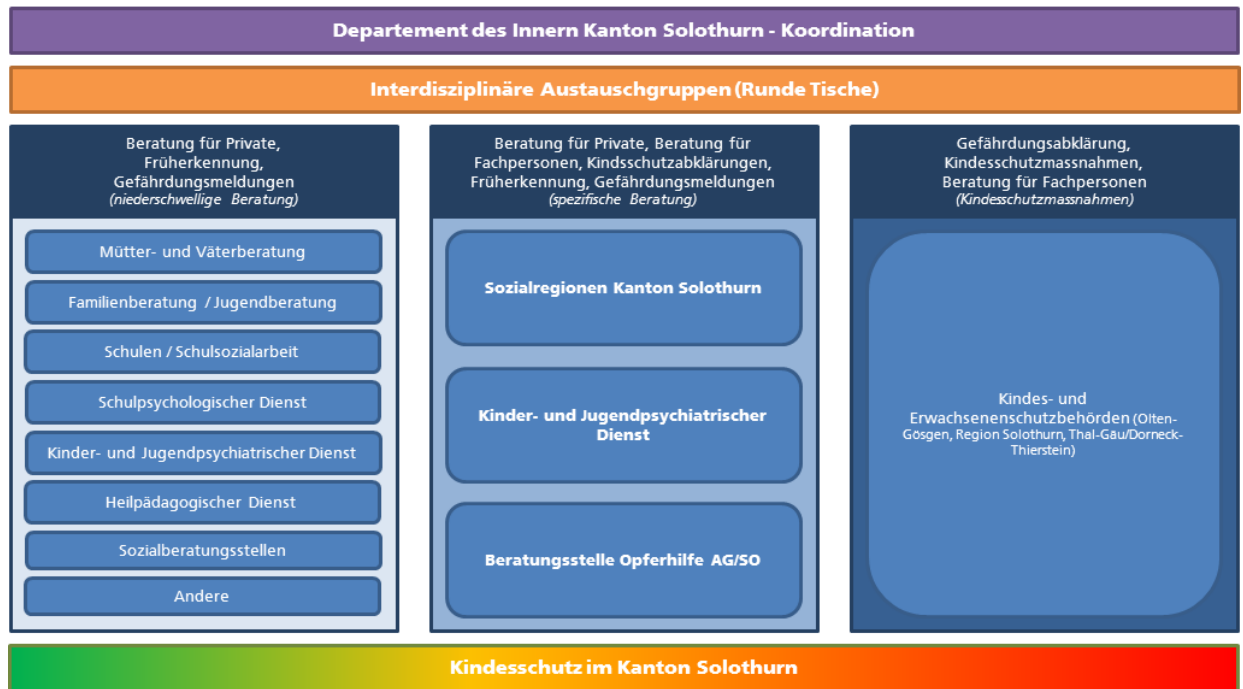 Departement des Innern Kanton Solothurn - Koordination
Interdisziplinäre Austauschgruppen (Runde Tische)
Beratung für Private,
Früherkennung,
Gefährdungsmeldungen
(niederschwellige Beratung)
Mütter- und Väterberatung
Familienberatung / Jugendberatung
Schulen / Schulsozialarbeit
Schulpsychologischer Dienst
Kinder- und Jugendpsychiatrischer Dienst
Heilpädagogischer Dienst
Sozialberatungsstellen
Andere
Beratung für Private, Beratung für
Fachpersonen, Kindsschutzabklärungen,
Früherkennung, Gefährdungsmeldungen
(spezifische Beratung)
Sozialregionen Kanton Solothurn
Kinder- und Jugendpsychiatrischer
Dienst
Beratungsstelle Opferhilfe AG/SO
Gefährdungsabklärung,
Kindesschutzmassnahmen,
Beratung für Fachpersonen
(Kindesschutzmassnahmen)
Kindes- und
Erwachsenenschutzbehörden (Olten-
Gösgen, Region Solothurn, Thal-Gäu/Dorneck-
Thierstein)
Kindesschutz im Kanton Solothurn